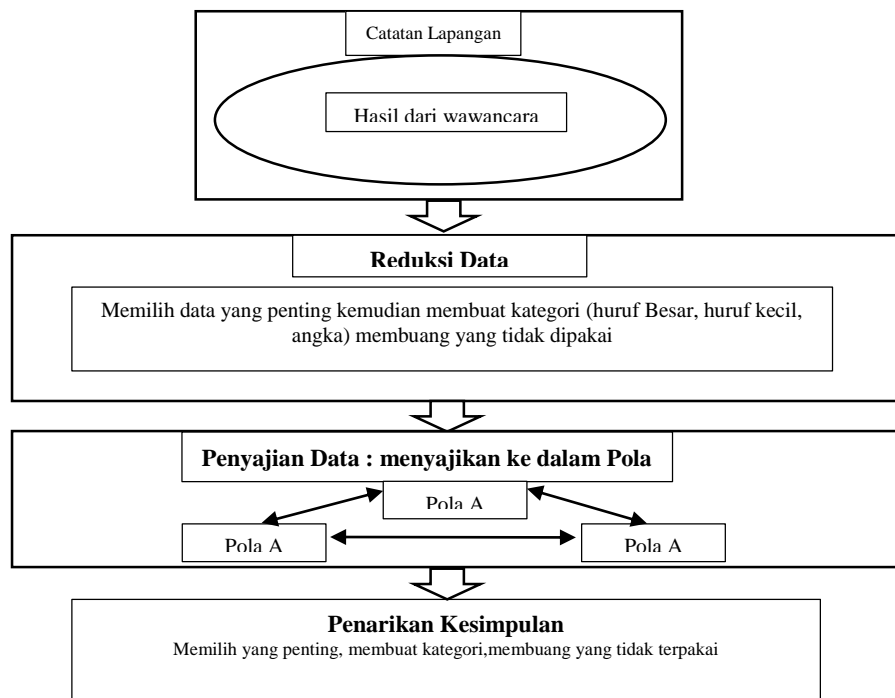 Catatan Lapangan
Hasil dari wawancara
Reduksi Data
Memilih data yang penting kemudian membuat kategori (huruf Besar, huruf kecil,
angka) membuang yang tidak dipakai
Penyajian Data : menyajikan ke dalam Pola
Pola A
Pola A
Pola A
Penarikan Kesimpulan
Memilih yang penting, membuat kategori,membuang yang tidak terpakai